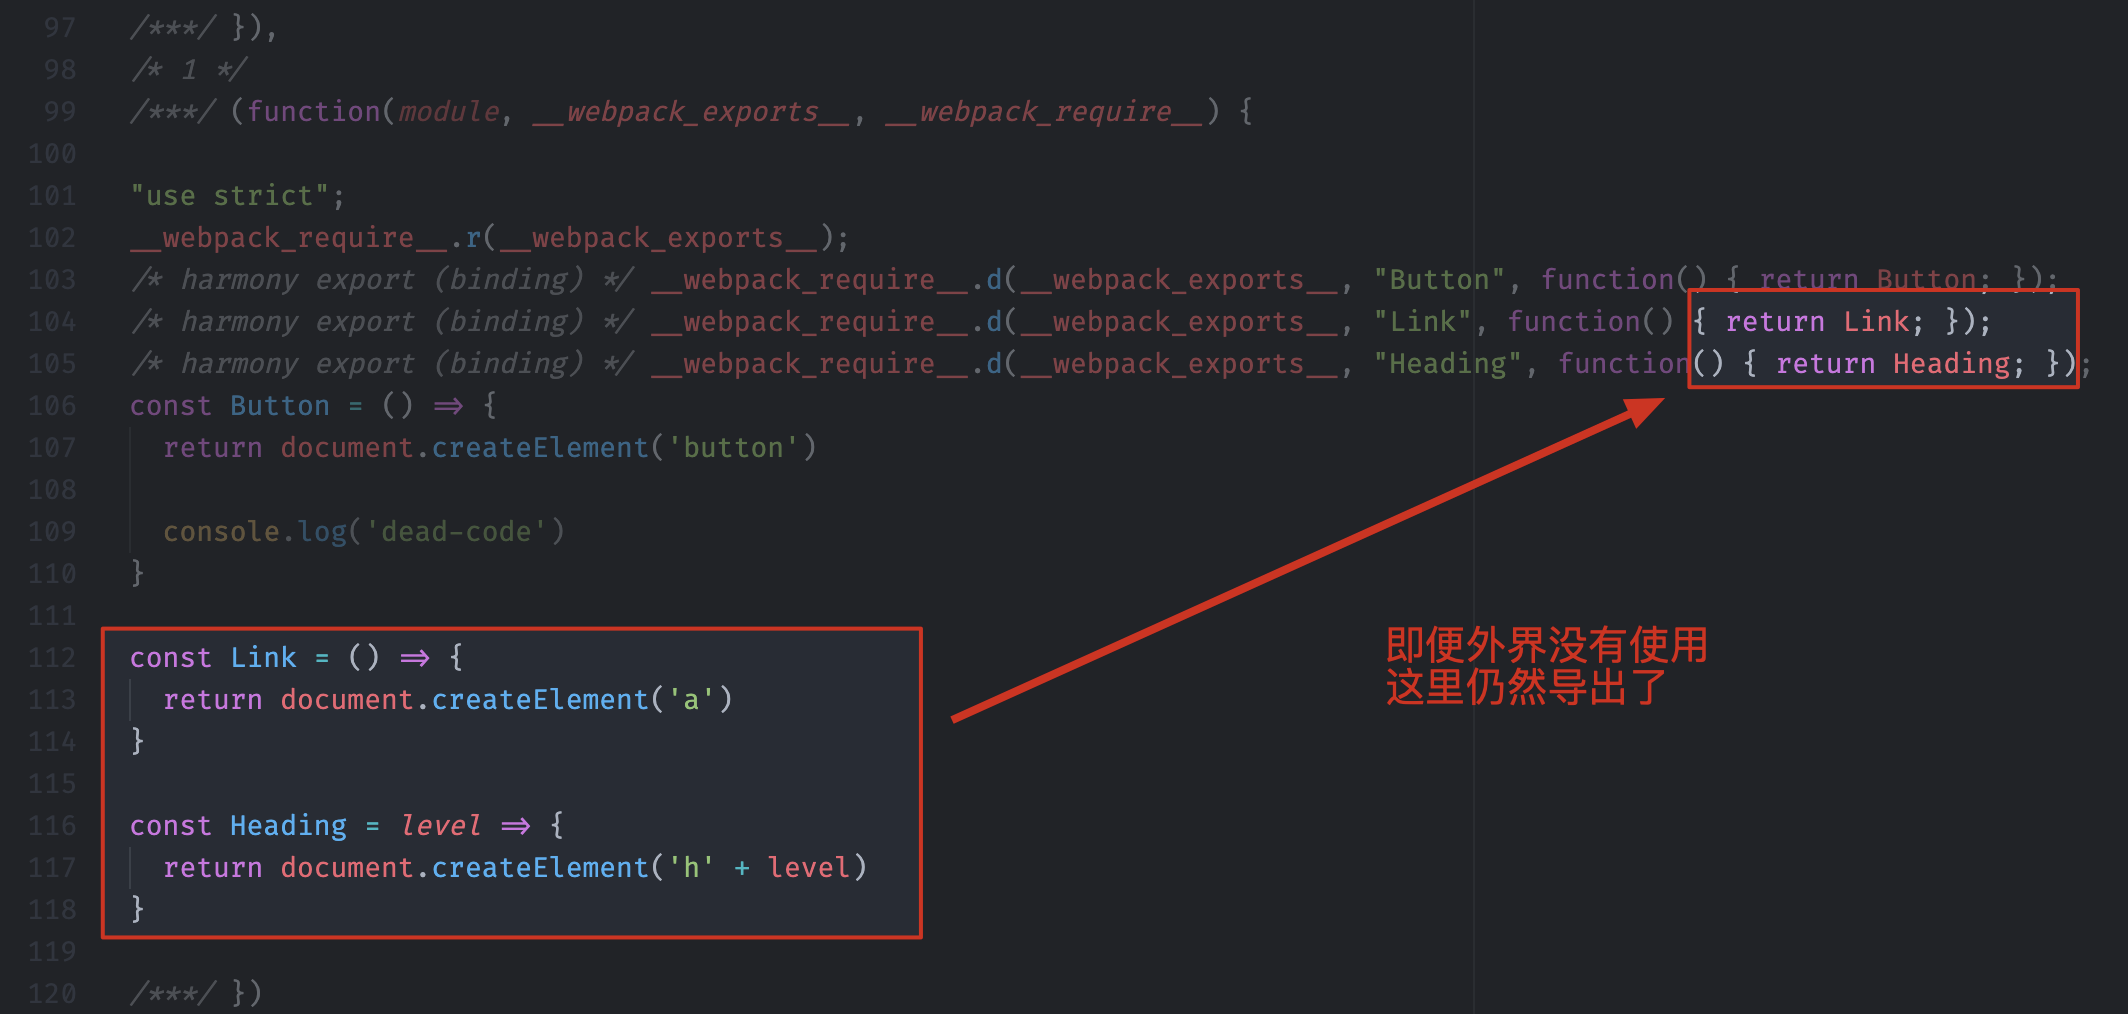 97 /***/ }),
98 /* 1 */
99 /***/ (function(module, __webpack_exports__, __webpack_require__) {
100
101 "use strict";
102 __webpack_require__.r(__webpack_exports__);
103 /* harmony export (binding) */ __webpack_require__.d(__webpack_exports__, "Button", function() { return Button; });
104 /* harmony export (binding) */ __webpack_require__.d(__webpack_exports__, "Link", function() { return Link; });
105 /* harmony export (binding) */ __webpack_require__.d(__webpack_exports__, "Heading", function() { return Heading; });
106 const Button = () => {
107   return document.createElement('button')
108
109   console.log('dead-code')
110 }
111
112 const Link = () => {
113   return document.createElement('a')
114 }
115
116 const Heading = level => {
117   return document.createElement('h' + level)
118 }
119
120 /***/ })
即便外界没有使用
这里仍然导出了